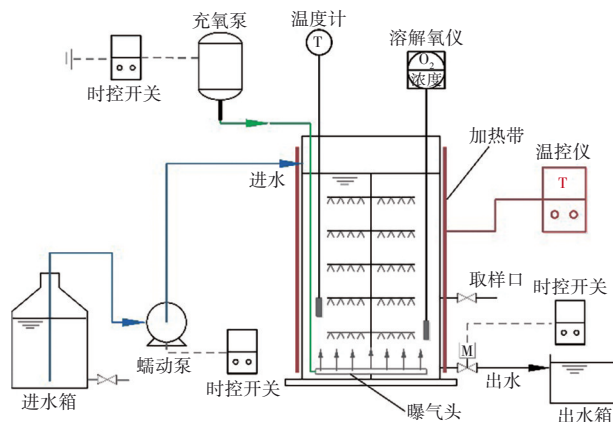 充氧泵
温度计
T
溶解氧仪
O₂
浓度
时控开关
加热带
温控仪
T
进水
取样口
时控开关
M
蠕动泵
时控开关
出水
进水箱
曝气头
出水箱